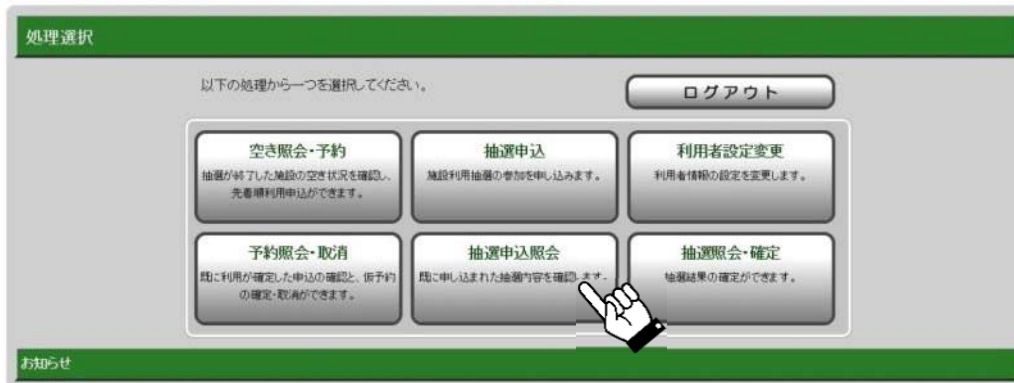 処理選択
以下の処理から一つを選択してください。
ログアウト
空き照会・予約
抽選が終了した施設の空き状況を確認し、
先着順利用申込ができます。
抽選申込
施設利用抽選の参加を申し込みます。
利用者設定変更
利用者情報の設定を変更します。
予約照会・取消
既に利用が確定した申込の確認と、仮予約
の確定・取消ができます。
抽選申込照会
既に申し込まれた抽選内容を確認します。
抽選照会・確定
抽選結果の確定ができます。
お知らせ